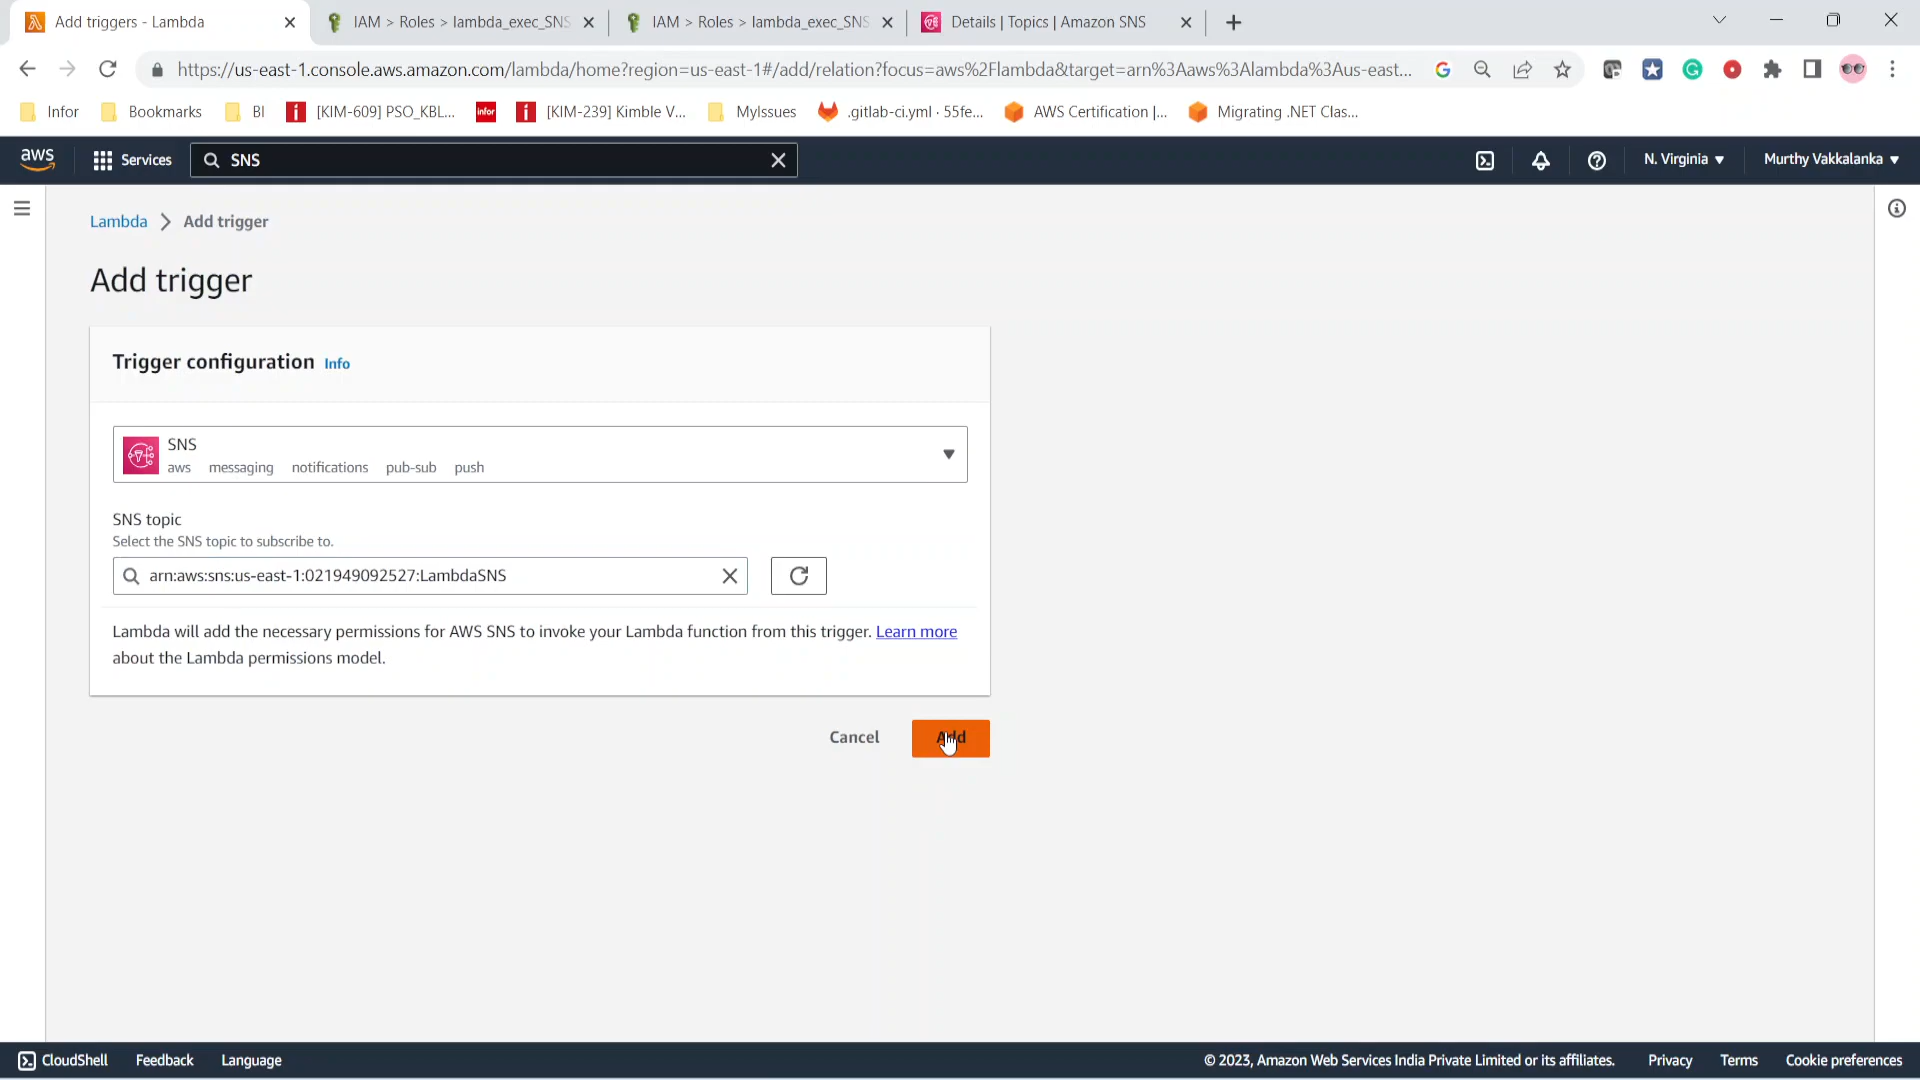 Add triggers - Lambda
IAM > Roles > lambda_exec_SNS
IAM > Roles > lambda_exec_SNS
Details | Topics | Amazon SNS
https://us-east-1.console.aws.amazon.com/lambda/home?region=us-east-1#/add/relation?focus=aws%2Flambda&target=arn%3Aaws%3Alambda%3Aus-east...
Infor
Bookmarks
BI
[KIM-609] PSO_KBL...
infor
[KIM-239] Kimble V...
MyIssues
.gitlab-ci.yml · 55fe...
AWS Certification |...
Migrating .NET Clas...
aws
Services
SNS
N. Virginia
Murthy Vakkalanka
Lambda
Add trigger
Add trigger
Trigger configuration Info
SNS
aws messaging notifications pub-sub push
SNS topic
Select the SNS topic to subscribe to.
arn:aws:sns:us-east-1:021949092527:LambdaSNS
Lambda will add the necessary permissions for AWS SNS to invoke your Lambda function from this trigger. Learn more
about the Lambda permissions model.
Cancel
Add
CloudShell
Feedback
Language
© 2023, Amazon Web Services India Private Limited or its affiliates.
Privacy
Terms
Cookie preferences